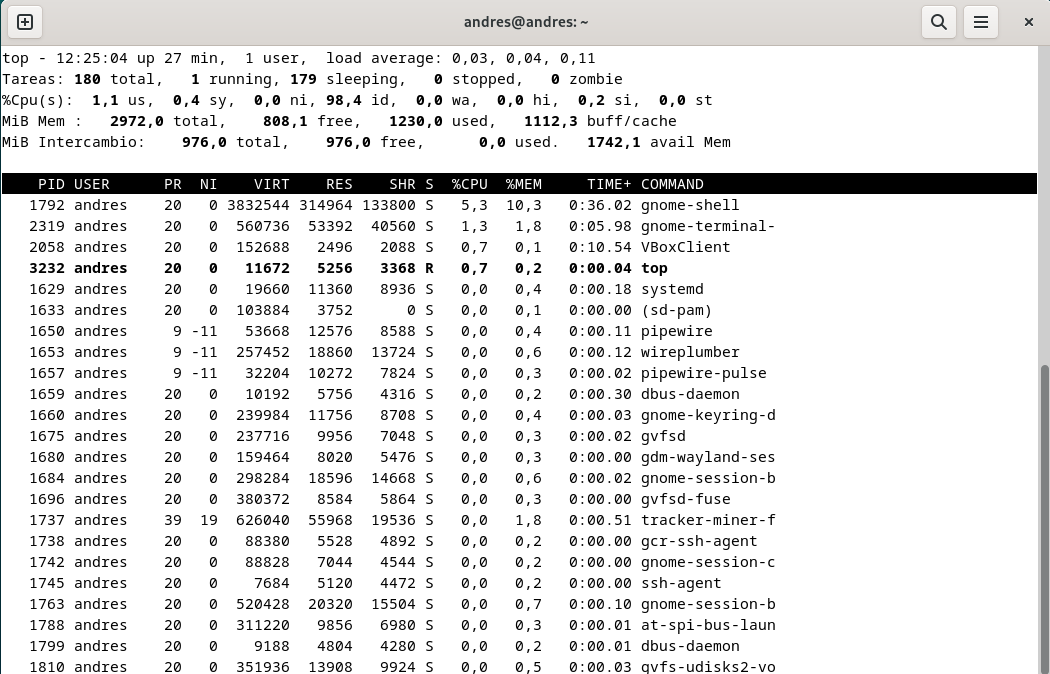 andres@andres: ~
top - 12:25:04 up 27 min,  1 user,  load average: 0,03, 0,04, 0,11
Tareas: 180 total,   1 running, 179 sleeping,   0 stopped,   0 zombie
%Cpu(s):  1,1 us,  0,4 sy,  0,0 ni, 98,4 id,  0,0 wa,  0,0 hi,  0,2 si,  0,0 st
MiB Mem :   2972,0 total,    808,1 free,   1230,0 used,   1112,3 buff/cache
MiB Intercambio:    976,0 total,    976,0 free,      0,0 used.   1742,1 avail Mem
PID USER      PR  NI    VIRT    RES    SHR S  %CPU  %MEM     TIME+ COMMAND
1792 andres    20   0 3832544 314964 133800 S   5,3  10,3   0:36.02 gnome-shell
2319 andres    20   0  560736  53392  40560 S   1,3   1,8   0:05.98 gnome-terminal-
2058 andres    20   0  152688   2496   2088 S   0,7   0,1   0:10.54 VBoxClient
3232 andres    20   0   11672   5256   3368 R   0,7   0,2   0:00.04 top
1629 andres    20   0   19660  11360   8936 S   0,0   0,4   0:00.18 systemd
1633 andres    20   0  103884   3752      0 S   0,0   0,1   0:00.00 (sd-pam)
1650 andres     9 -11   53668  12576   8588 S   0,0   0,4   0:00.11 pipewire
1653 andres     9 -11  257452  18860  13724 S   0,0   0,6   0:00.12 wireplumber
1657 andres     9 -11   32204  10272   7824 S   0,0   0,3   0:00.02 pipewire-pulse
1659 andres    20   0   10192   5756   4316 S   0,0   0,2   0:00.30 dbus-daemon
1660 andres    20   0  239984  11756   8708 S   0,0   0,4   0:00.03 gnome-keyring-d
1675 andres    20   0  237716   9956   7048 S   0,0   0,3   0:00.02 gvfsd
1680 andres    20   0  159464   8020   5476 S   0,0   0,3   0:00.00 gdm-wayland-ses
1684 andres    20   0  298284  18596  14668 S   0,0   0,6   0:00.02 gnome-session-b
1696 andres    20   0  380372   8584   5864 S   0,0   0,3   0:00.00 gvfsd-fuse
1737 andres    39  19  626040  55968  19536 S   0,0   1,8   0:00.51 tracker-miner-f
1738 andres    20   0   88380   5528   4892 S   0,0   0,2   0:00.00 gcr-ssh-agent
1742 andres    20   0   88828   7044   4544 S   0,0   0,2   0:00.00 gnome-session-c
1745 andres    20   0    7684   5120   4472 S   0,0   0,2   0:00.00 ssh-agent
1763 andres    20   0  520428  20320  15504 S   0,0   0,7   0:00.10 gnome-session-b
1788 andres    20   0  311220   9856   6980 S   0,0   0,3   0:00.01 at-spi-bus-laun
1799 andres    20   0    9188   4804   4280 S   0,0   0,2   0:00.01 dbus-daemon
1810 andres    20   0  351936  13908   9924 S   0,0   0,5   0:00.03 gvfs-udisks2-vo